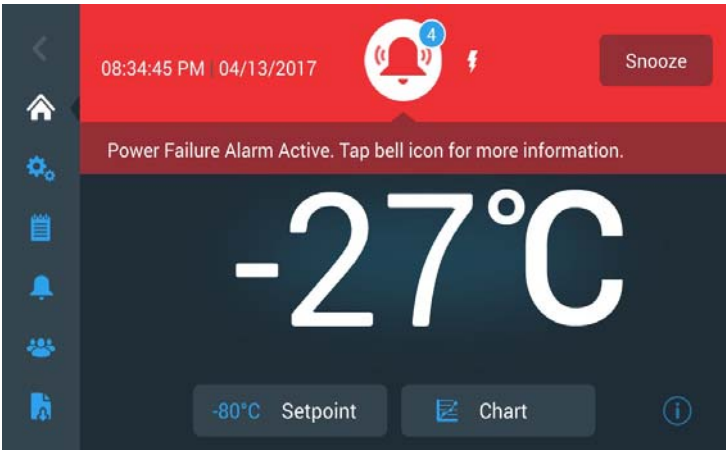 08:34:45 PM | 04/13/2017
4
Snooze
Power Failure Alarm Active. Tap bell icon for more information.
-27°C
-80°C Setpoint
Chart
i